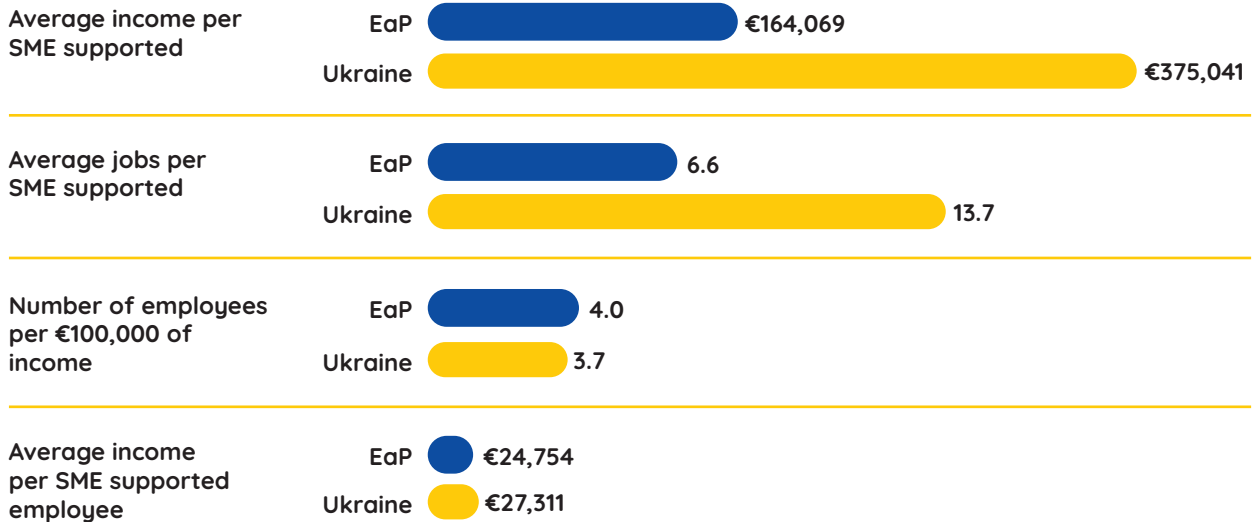 Average income per
SME supported
EaP
€164,069
Ukraine
€375,041
Average jobs per
SME supported
EaP
6.6
Ukraine
13.7
Number of employees
per €100,000 of
income
EaP
4.0
Ukraine
3.7
Average income
per SME supported
employee
EaP
€24,754
Ukraine
€27,311